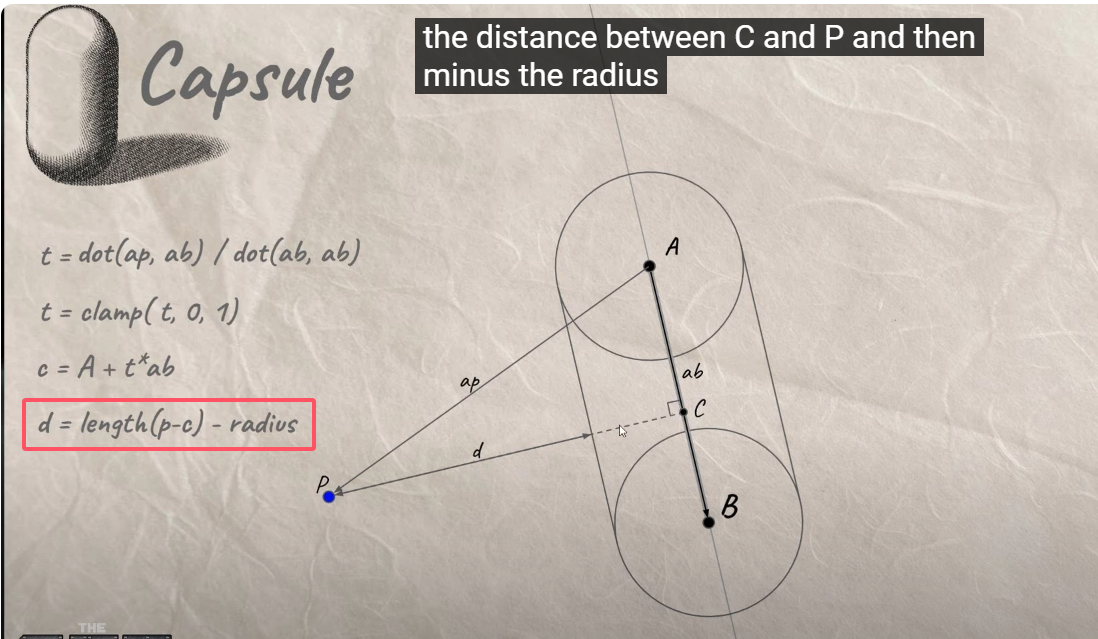 the distance between C and P and then
minus the radius
Capsule
t = dot(ap, ab) / dot(ab, ab)
t = clamp( t, 0, 1)
c = A + t*ab
d = length(p-c) - radius
A
ap
ab
C
d
P
B
THE